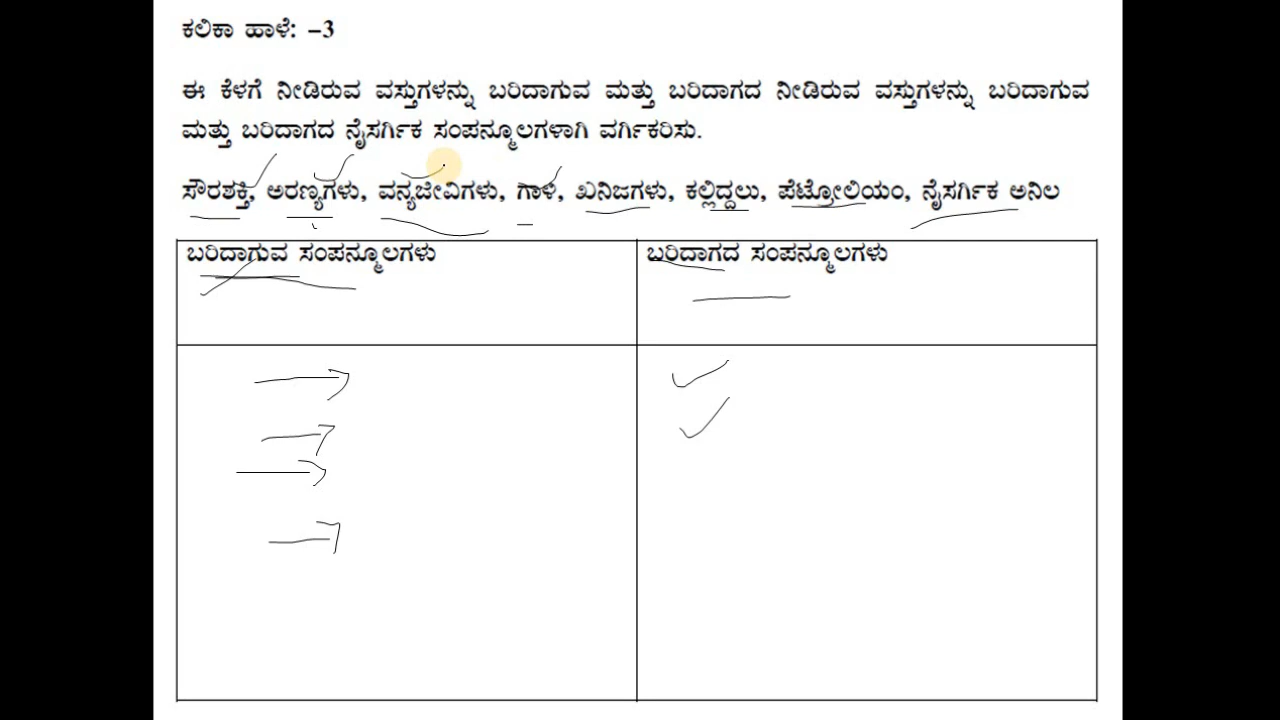 ಕಲಿಕಾ ಹಾಳೆ: –3
ಈ ಕೆಳಗೆ ನೀಡಿರುವ ವಸ್ತುಗಳನ್ನು ಬರಿದಾಗುವ ಮತ್ತು ಬರಿದಾಗದ ನೀಡಿರುವ ವಸ್ತುಗಳನ್ನು ಬರಿದಾಗುವ
ಮತ್ತು ಬರಿದಾಗದ ನೈಸರ್ಗಿಕ ಸಂಪನ್ಮೂಲಗಳಾಗಿ ವರ್ಗಿಕರಿಸು.
ಸೌರಶಕ್ತಿ, ಅರಣ್ಯಗಳು, ವನ್ಯಜೀವಿಗಳು, ಗಾಳಿ, ಖನಿಜಗಳು, ಕಲ್ಲಿದ್ದಲು, ಪೆಟ್ರೋಲಿಯಂ, ನೈಸರ್ಗಿಕ ಅನಿಲ
ಬರಿದಾಗುವ ಸಂಪನ್ಮೂಲಗಳು
ಬರಿದಾಗದ ಸಂಪನ್ಮೂಲಗಳು